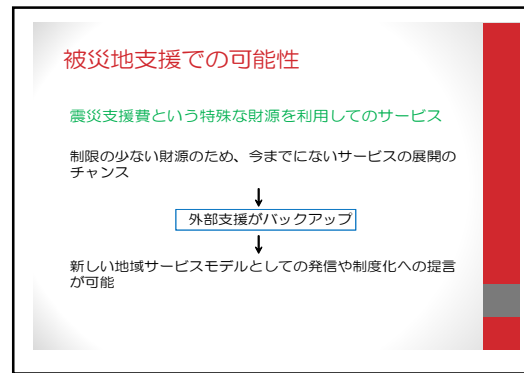 被災地支援での可能性
震災支援費という特殊な財源を利用してのサービス
制限の少ない財源のため、今までにないサービスの展開の
チャンス
↓
外部支援がバックアップ
↓
新しい地域サービスモデルとしての発信や制度化への提言
が可能